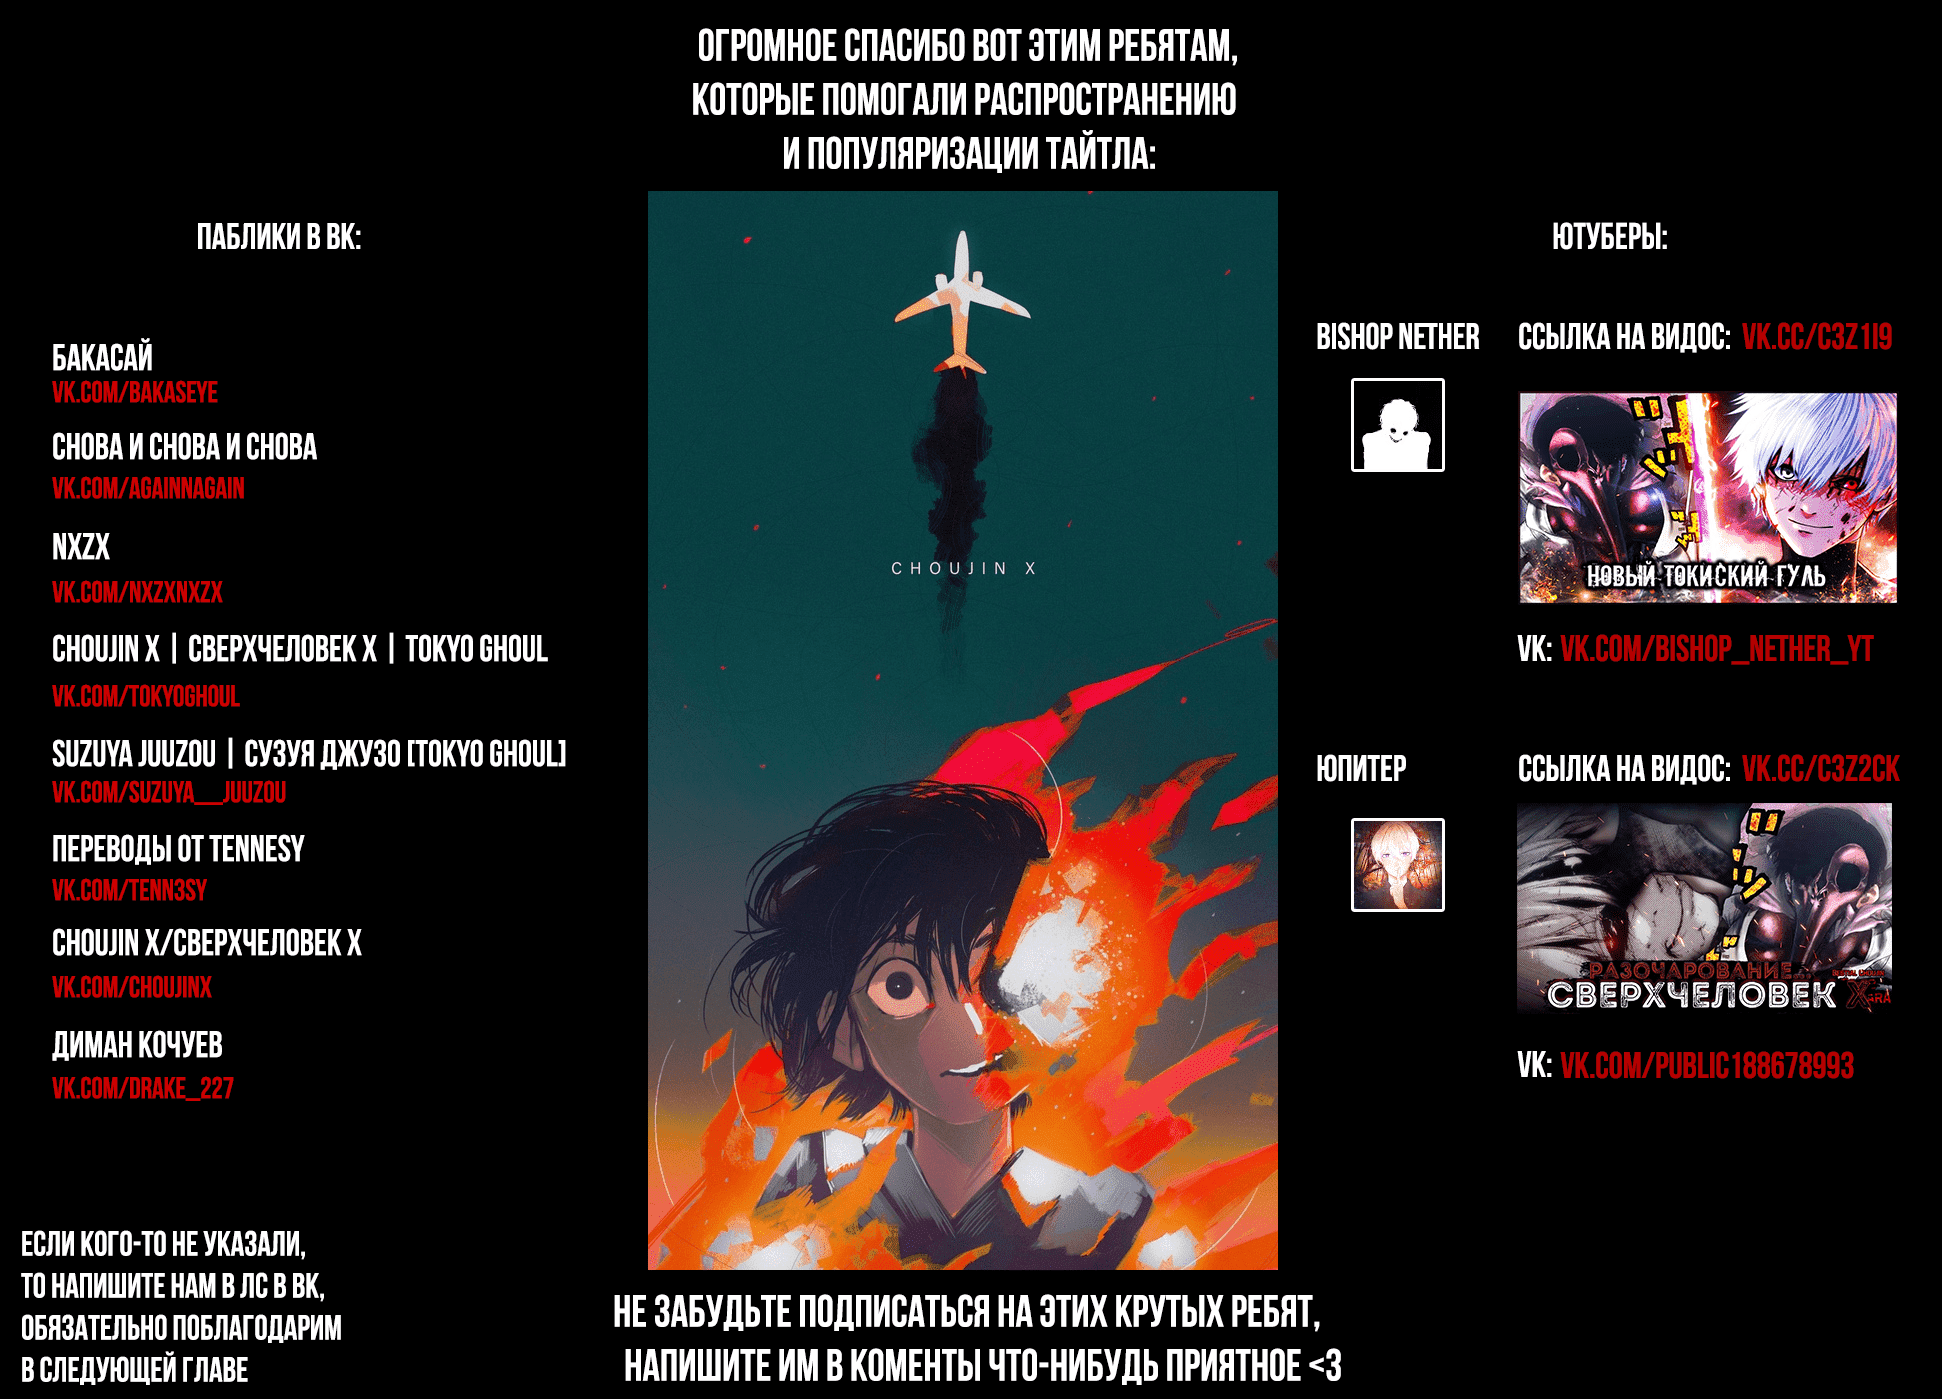 ОГРОМНОЕ СПАСИБО ВОТ ЭТИМ РЕБЯТАМ,
КОТОРЫЕ ПОМОГАЛИ РАСПРОСТРАНЕНИЮ
И ПОПУЛЯРИЗАЦИИ ТАЙТЛА:
ПАБЛИКИ В ВК:
БАКАСАЙ
VK.COM/BAKASEYE
СНОВА И СНОВА И СНОВА
VK.COM/AGAINNAGAIN
NXZX
VK.COM/NXZXNXZX
CHOUJIN X | СВЕРХЧЕЛОВЕК X | TOKYO GHOUL
VK.COM/TOKYOGHOUL
SUZUYA JUUZOU | СУЗУЯ ДЖУЗО [TOKYO GHOUL]
VK.COM/SUZUYA__JUUZOU
ПЕРЕВОДЫ ОТ TENNESY
VK.COM/TENN3SY
CHOUJIN X/СВЕРХЧЕЛОВЕК X
VK.COM/CHOUJINX
ДИМАН КОЧУЕВ
VK.COM/DRAKE_227
ЕСЛИ КОГО-ТО НЕ УКАЗАЛИ,
ТО НАПИШИТЕ НАМ В ЛС В ВК,
ОБЯЗАТЕЛЬНО ПОБЛАГОДАРИМ
В СЛЕДУЮЩЕЙ ГЛАВЕ
CHOUJIN X
ЮТУБЕРЫ:
BISHOP NETHER
ССЫЛКА НА ВИДОС: VK.CC/C3Z1I9
НОВЫЙ ТОКИСКИЙ ГУЛЬ
VK: VK.COM/BISHOP_NETHER_YT
ЮПИТЕР
ССЫЛКА НА ВИДОС: VK.CC/C3Z2CK
РАЗОЧАРОВАНИЕ...
СВЕРХЧЕЛОВЕК X
VK: VK.COM/PUBLIC188678993
НЕ ЗАБУДЬТЕ ПОДПИСАТЬСЯ НА ЭТИХ КРУТЫХ РЕБЯТ,
НАПИШИТЕ ИМ В КОМЕНТЫ ЧТО-НИБУДЬ ПРИЯТНОЕ <3